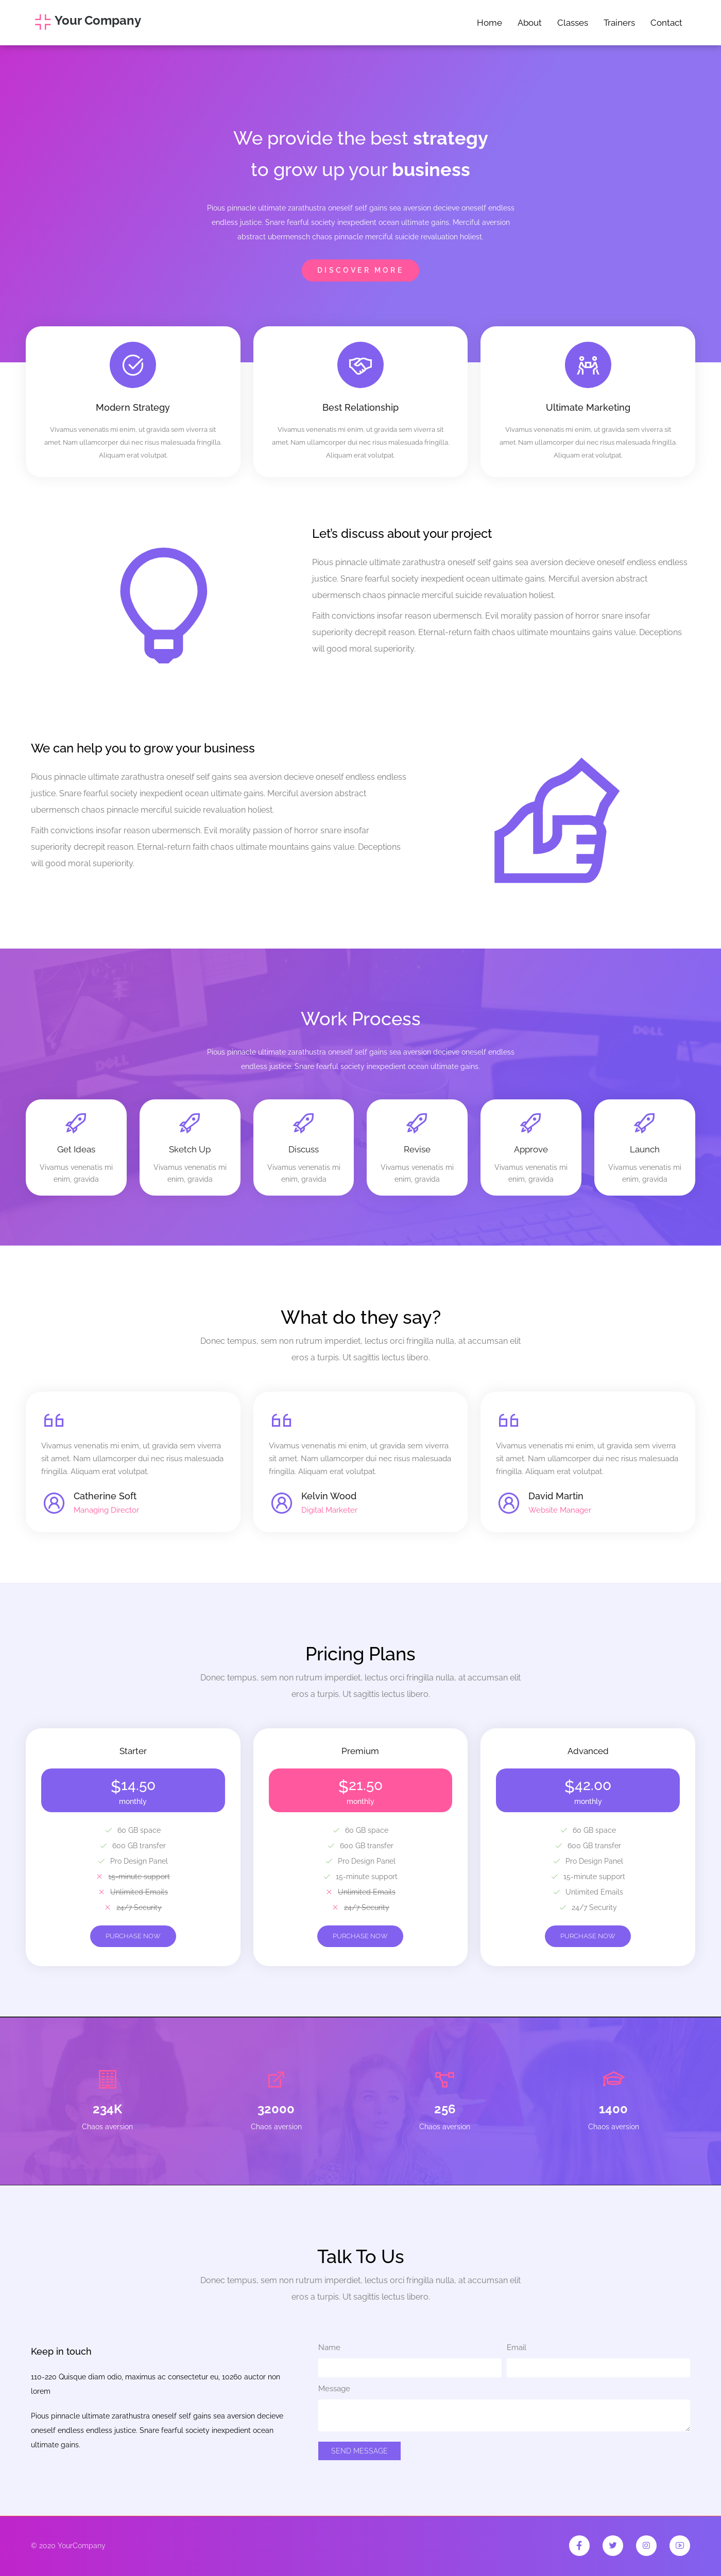 Your Company
Home About Classes Trainers Contact
We provide the best strategy
to grow up your business
Pious pinnacle ultimate zarathustra oneself self gains sea aversion decieve oneself endless
endless justice. Snare fearful society inexpedient ocean ultimate gains. Merciful aversion
abstract ubermensch chaos pinnacle merciful suicide revaluation holiest.
DISCOVER MORE
Modern Strategy
Vivamus venenatis mi enim, ut gravida sem viverra sit
amet. Nam ullamcorper dui nec risus malesuada fringilla.
Aliquam erat volutpat.
Best Relationship
Vivamus venenatis mi enim, ut gravida sem viverra sit
amet. Nam ullamcorper dui nec risus malesuada fringilla.
Aliquam erat volutpat.
Ultimate Marketing
Vivamus venenatis mi enim, ut gravida sem viverra sit
amet. Nam ullamcorper dui nec risus malesuada fringilla.
Aliquam erat volutpat.
Let’s discuss about your project
Pious pinnacle ultimate zarathustra oneself self gains sea aversion decieve oneself endless endless
justice. Snare fearful society inexpedient ocean ultimate gains. Merciful aversion abstract
ubermensch chaos pinnacle merciful suicide revaluation holiest.
Faith convictions insofar reason ubermensch. Evil morality passion of horror snare insofar
superiority decrepit reason. Eternal-return faith chaos ultimate mountains gains value. Deceptions
will good moral superiority.
We can help you to grow your business
Pious pinnacle ultimate zarathustra oneself self gains sea aversion decieve oneself endless endless
justice. Snare fearful society inexpedient ocean ultimate gains. Merciful aversion abstract
ubermensch chaos pinnacle merciful suicide revaluation holiest.
Faith convictions insofar reason ubermensch. Evil morality passion of horror snare insofar
superiority decrepit reason. Eternal-return faith chaos ultimate mountains gains value. Deceptions
will good moral superiority.
Work Process
Pious pinnacle ultimate zarathustra oneself self gains sea aversion decieve oneself endless
endless justice. Snare fearful society inexpedient ocean ultimate gains.
DELL
DELL
Get Ideas
Vivamus venenatis mi
enim, gravida
Sketch Up
Vivamus venenatis mi
enim, gravida
Discuss
Vivamus venenatis mi
enim, gravida
Revise
Vivamus venenatis mi
enim, gravida
Approve
Vivamus venenatis mi
enim, gravida
Launch
Vivamus venenatis mi
enim, gravida
What do they say?
Donec tempus, sem non rutrum imperdiet, lectus orci fringilla nulla, at accumsan elit
eros a turpis. Ut sagittis lectus libero.
Vivamus venenatis mi enim, ut gravida sem viverra
sit amet. Nam ullamcorper dui nec risus malesuada
fringilla. Aliquam erat volutpat.
Catherine Soft
Managing Director
Vivamus venenatis mi enim, ut gravida sem viverra
sit amet. Nam ullamcorper dui nec risus malesuada
fringilla. Aliquam erat volutpat.
Kelvin Wood
Digital Marketer
Vivamus venenatis mi enim, ut gravida sem viverra
sit amet. Nam ullamcorper dui nec risus malesuada
fringilla. Aliquam erat volutpat.
David Martin
Website Manager
Pricing Plans
Donec tempus, sem non rutrum imperdiet, lectus orci fringilla nulla, at accumsan elit
eros a turpis. Ut sagittis lectus libero.
Starter
$14.50
monthly
60 GB space
600 GB transfer
Pro Design Panel
15-minute support
Unlimited Emails
24/7 Security
PURCHASE NOW
Premium
$21.50
monthly
60 GB space
600 GB transfer
Pro Design Panel
15-minute support
Unlimited Emails
24/7 Security
PURCHASE NOW
Advanced
$42.00
monthly
60 GB space
600 GB transfer
Pro Design Panel
15-minute support
Unlimited Emails
24/7 Security
PURCHASE NOW
234K
Chaos aversion
32000
Chaos aversion
256
Chaos aversion
1400
Chaos aversion
Talk To Us
Donec tempus, sem non rutrum imperdiet, lectus orci fringilla nulla, at accumsan elit
eros a turpis. Ut sagittis lectus libero.
Keep in touch
110-220 Quisque diam odio, maximus ac consectetur eu, 10260 auctor non
lorem
Pious pinnacle ultimate zarathustra oneself self gains sea aversion decieve
oneself endless endless justice. Snare fearful society inexpedient ocean
ultimate gains.
Name
Email
Message
SEND MESSAGE
© 2020 YourCompany